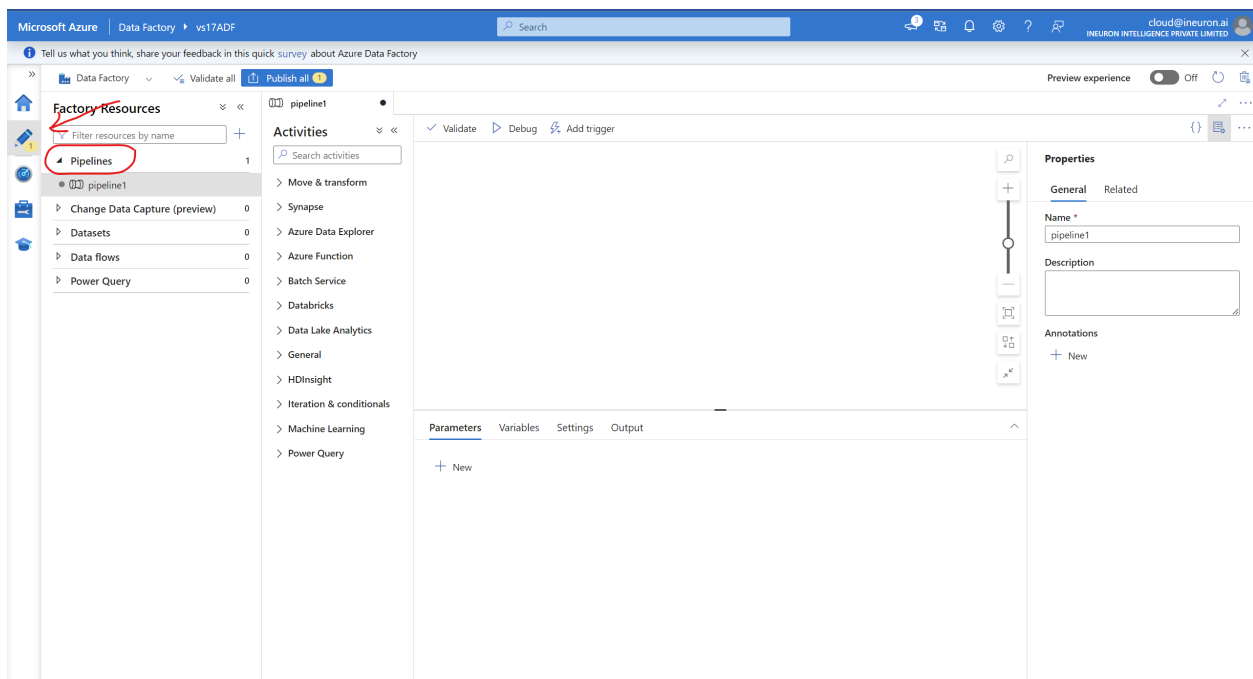 Microsoft Azure Data Factory vs17ADF Search 3 cloud@ineuron.ai
INEURON INTELLIGENCE PRIVATE LIMITED
Tell us what you think, share your feedback in this quick survey about Azure Data Factory
Data Factory Validate all Publish all 1 Preview experience Off
Factory Resources
Filter resources by name
1
Pipelines 1
pipeline1
Change Data Capture (preview) 0
Datasets 0
Data flows 0
Power Query 0
pipeline1
Activities
Search activities
Move & transform
Synapse
Azure Data Explorer
Azure Function
Batch Service
Databricks
Data Lake Analytics
General
HDInsight
Iteration & conditionals
Machine Learning
Power Query
Validate Debug Add trigger
Parameters Variables Settings Output
New
Properties
General Related
Name *
pipeline1
Description
Annotations
New